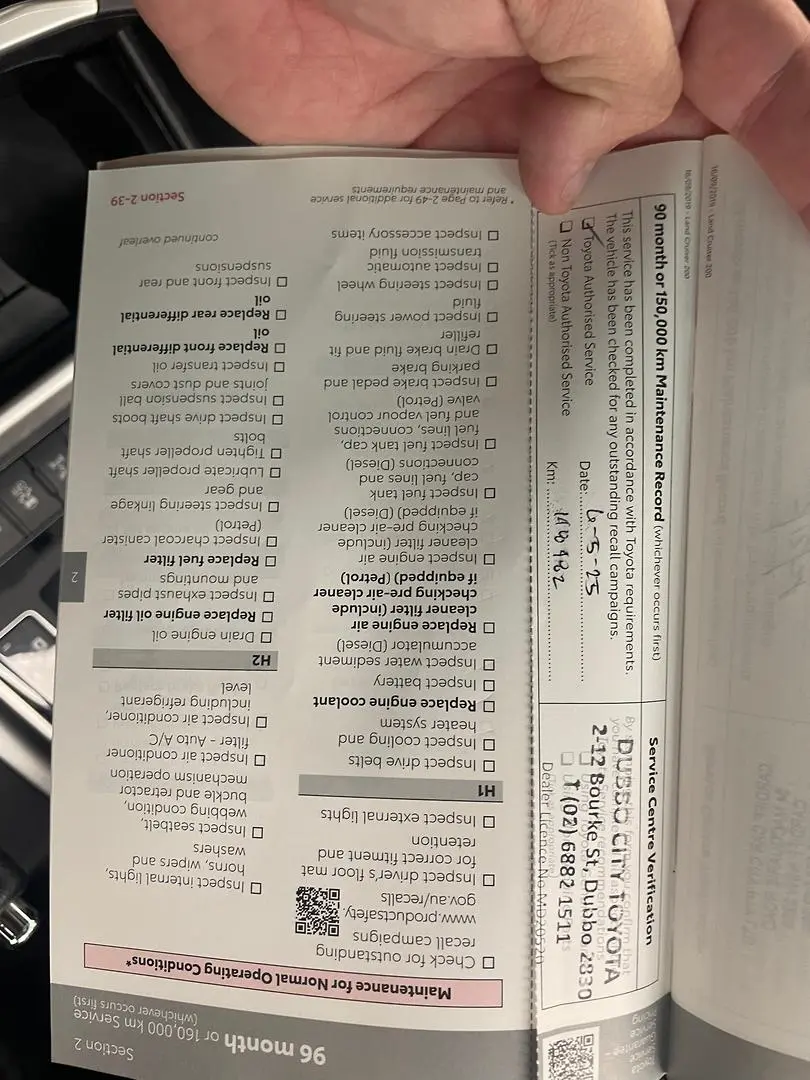 16/09/2019 - Land Cruiser 200
16/09/2019 - Land Cruiser 200
90 month or 150,000 km Maintenance Record (whichever occurs first)
This service has been completed in accordance with Toyota requirements.
The vehicle has been checked for any outstanding recall campaigns.
Toyota Authorised Service
Date: 6-5-25
Non Toyota Authorised Service
(Tick as appropriate)
Km: 148982
Service Centre Verification
DUBBO CITY TOYOTA
2-12 Bourke St, Dubbo 2830
T (02) 6882 1511
Dealer Licence No MD20521
Section 2
96 month or 160,000 km Service
(whichever occurs first)
Maintenance for Normal Operating Conditions*
Check for outstanding
recall campaigns
www.productsafety.
gov.au/recalls
Inspect driver's floor mat
for correct fitment and
retention
Inspect external lights
H1
Inspect drive belts
Inspect cooling and
heater system
Replace engine coolant
Inspect battery
Inspect water sediment
accumulator (Diesel)
Replace engine air
cleaner filter (include
checking pre-air cleaner
if equipped) (Petrol)
Inspect engine air
cleaner filter (include
checking pre-air cleaner
if equipped) (Diesel)
Inspect fuel tank
cap, fuel lines and
connections (Diesel)
Inspect fuel tank cap,
fuel lines, connections
and fuel vapour control
valve (Petrol)
Inspect brake pedal and
parking brake
Drain brake fluid and fit
refiller
Inspect power steering
fluid
Inspect steering wheel
Inspect automatic
transmission fluid
Inspect accessory items
Inspect internal lights,
horns, wipers and
washers
Inspect seatbelt,
webbing condition,
buckle and retractor
mechanism operation
Inspect air conditioner
filter - Auto A/C
Inspect air conditioner,
including refrigerant
level
H2
Drain engine oil
Replace engine oil filter
Inspect exhaust pipes
and mountings
Replace fuel filter
Inspect charcoal canister
(Petrol)
Inspect steering linkage
and gear
Lubricate propeller shaft
Tighten propeller shaft
bolts
Inspect drive shaft boots
Inspect suspension ball
joints and dust covers
Inspect transfer oil
Replace front differential
oil
Replace rear differential
oil
Inspect front and rear
suspensions
continued overleaf
* Refer to Page 2-49 for additional service
and maintenance requirements
Section 2-39
2